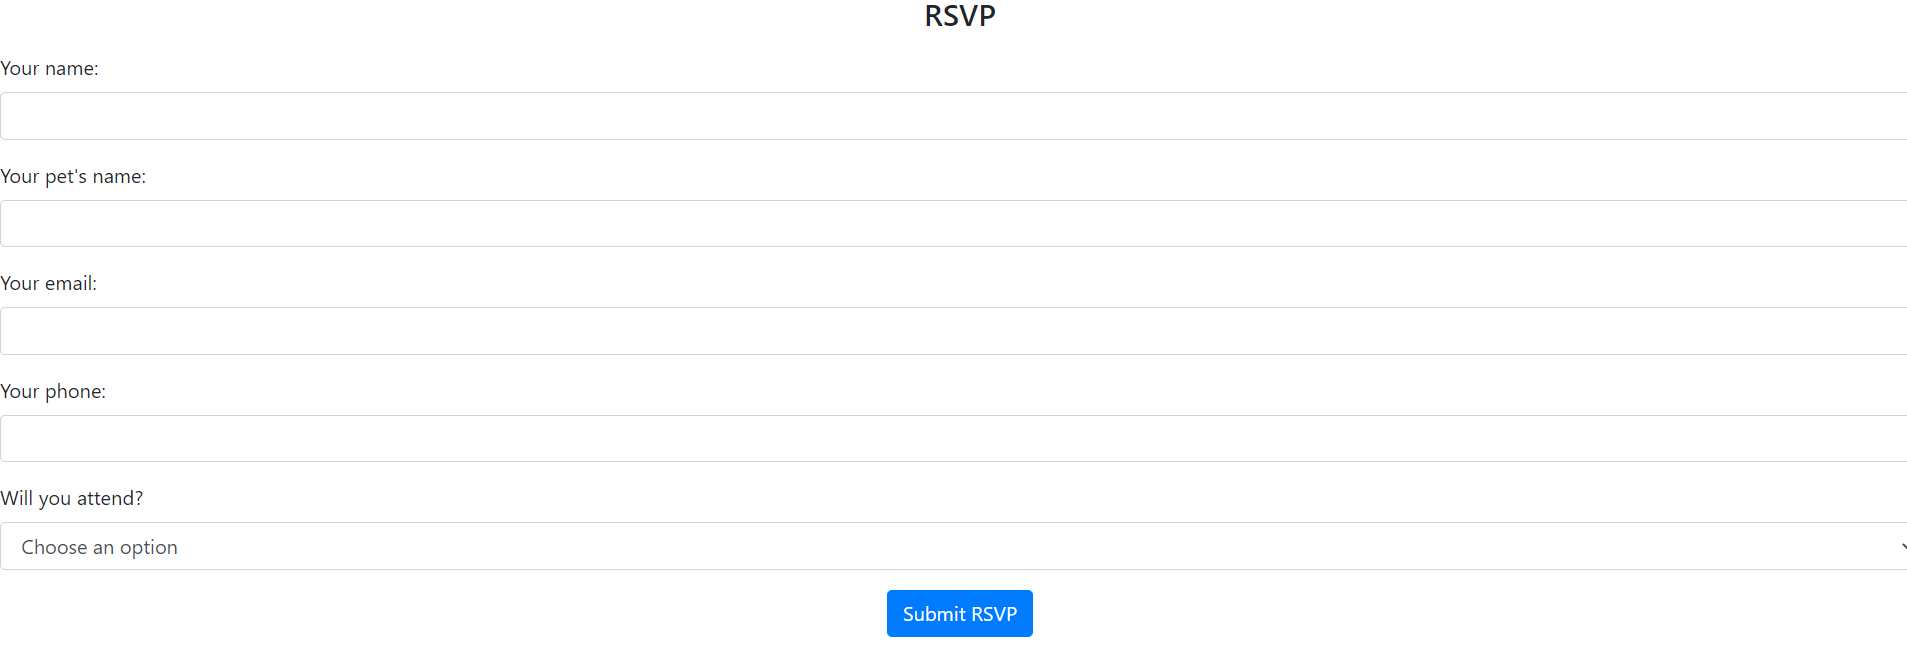 RSVP
Your name:
Your pet's name:
Your email:
Your phone:
Will you attend?
Choose an option
Submit RSVP